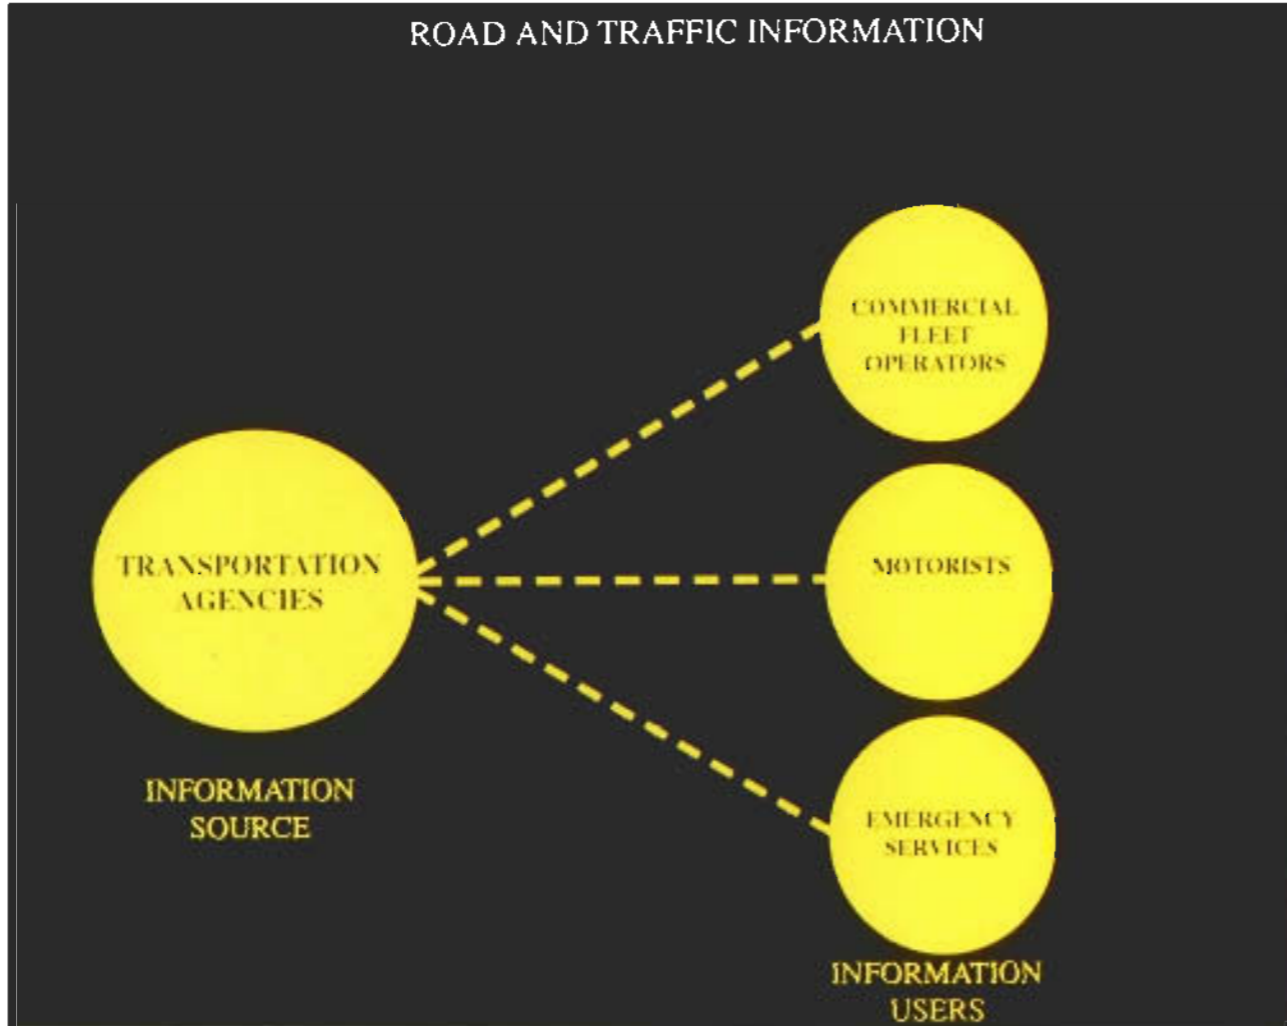 ROAD AND TRAFFIC INFORMATION
COMMERCIAL
FLEET
OPERATORS
TRANSPORTATION
AGENCIES
MOTORISTS
INFORMATION
SOURCE
EMERGENCY
SERVICES
INFORMATION
USERS